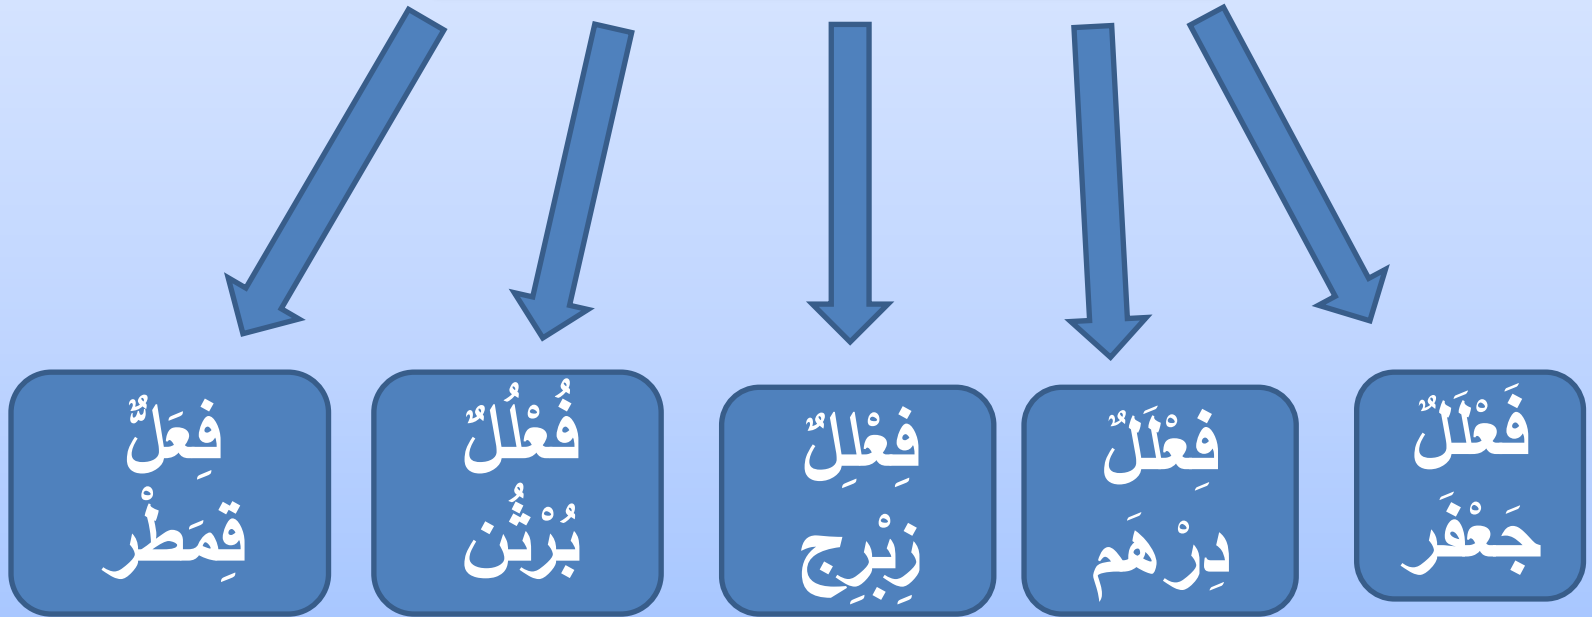 فَعْلَلٌ
جَعْفَر
فِعْلَلٌ
دِرْهَم
فِعْلِلٌ
زِبْرِج
فُعْلُلٌ
بُرْثُن
فِعَلٌّ
قِمَطْر